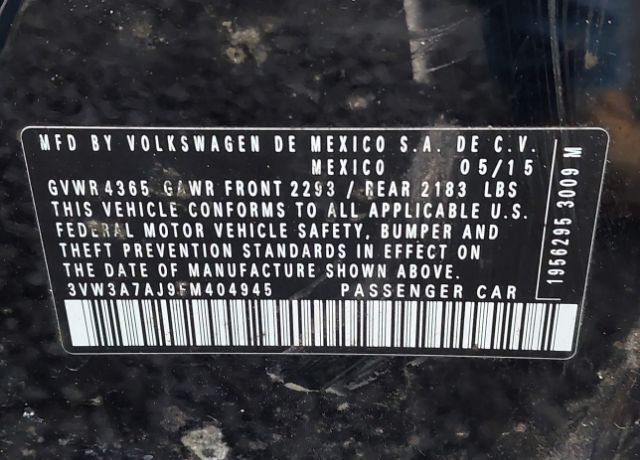 MFD BY VOLKSWAGEN DE MEXICO S.A. DE C.V.
MEXICO 05/15
GVWR 4365 GAWR FRONT 2293 / REAR 2183 LBS
THIS VEHICLE CONFORMS TO ALL APPLICABLE U.S.
FEDERAL MOTOR VEHICLE SAFETY, BUMPER AND
THEFT PREVENTION STANDARDS IN EFFECT ON
THE DATE OF MANUFACTURE SHOWN ABOVE.
3VW3A7AJ9FM404945 PASSENGER CAR
1956295 3009 M